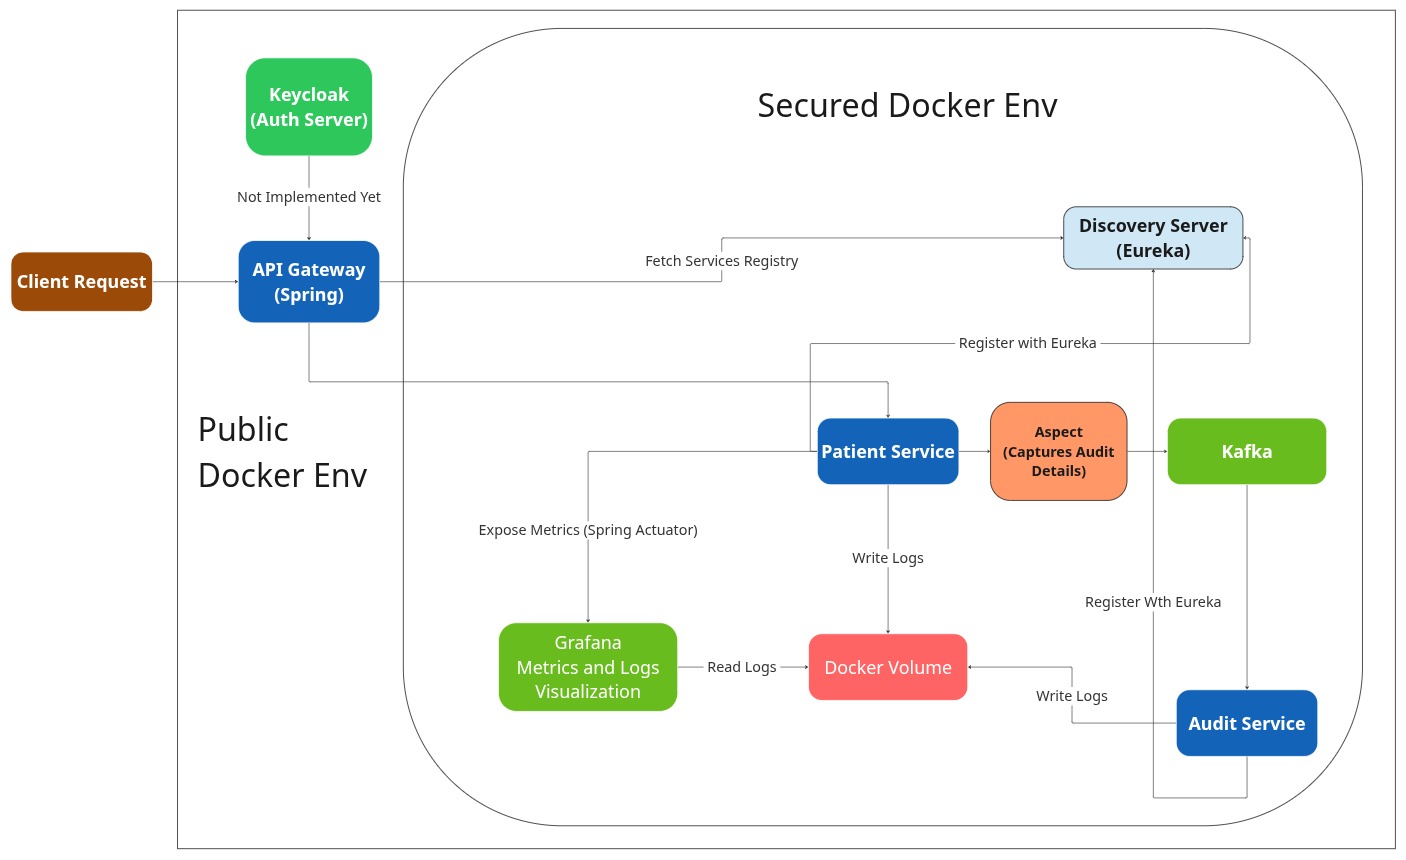 Secured Docker Env
Keycloak
(Auth Server)
Not Implemented Yet
Client Request
API Gateway
(Spring)
Fetch Services Registry
Discovery Server
(Eureka)
Register with Eureka
Public
Docker Env
Patient Service
Aspect
(Captures Audit
Details)
Kafka
Expose Metrics (Spring Actuator)
Write Logs
Register Wth Eureka
Grafana
Metrics and Logs
Visualization
Read Logs
Docker Volume
Write Logs
Audit Service